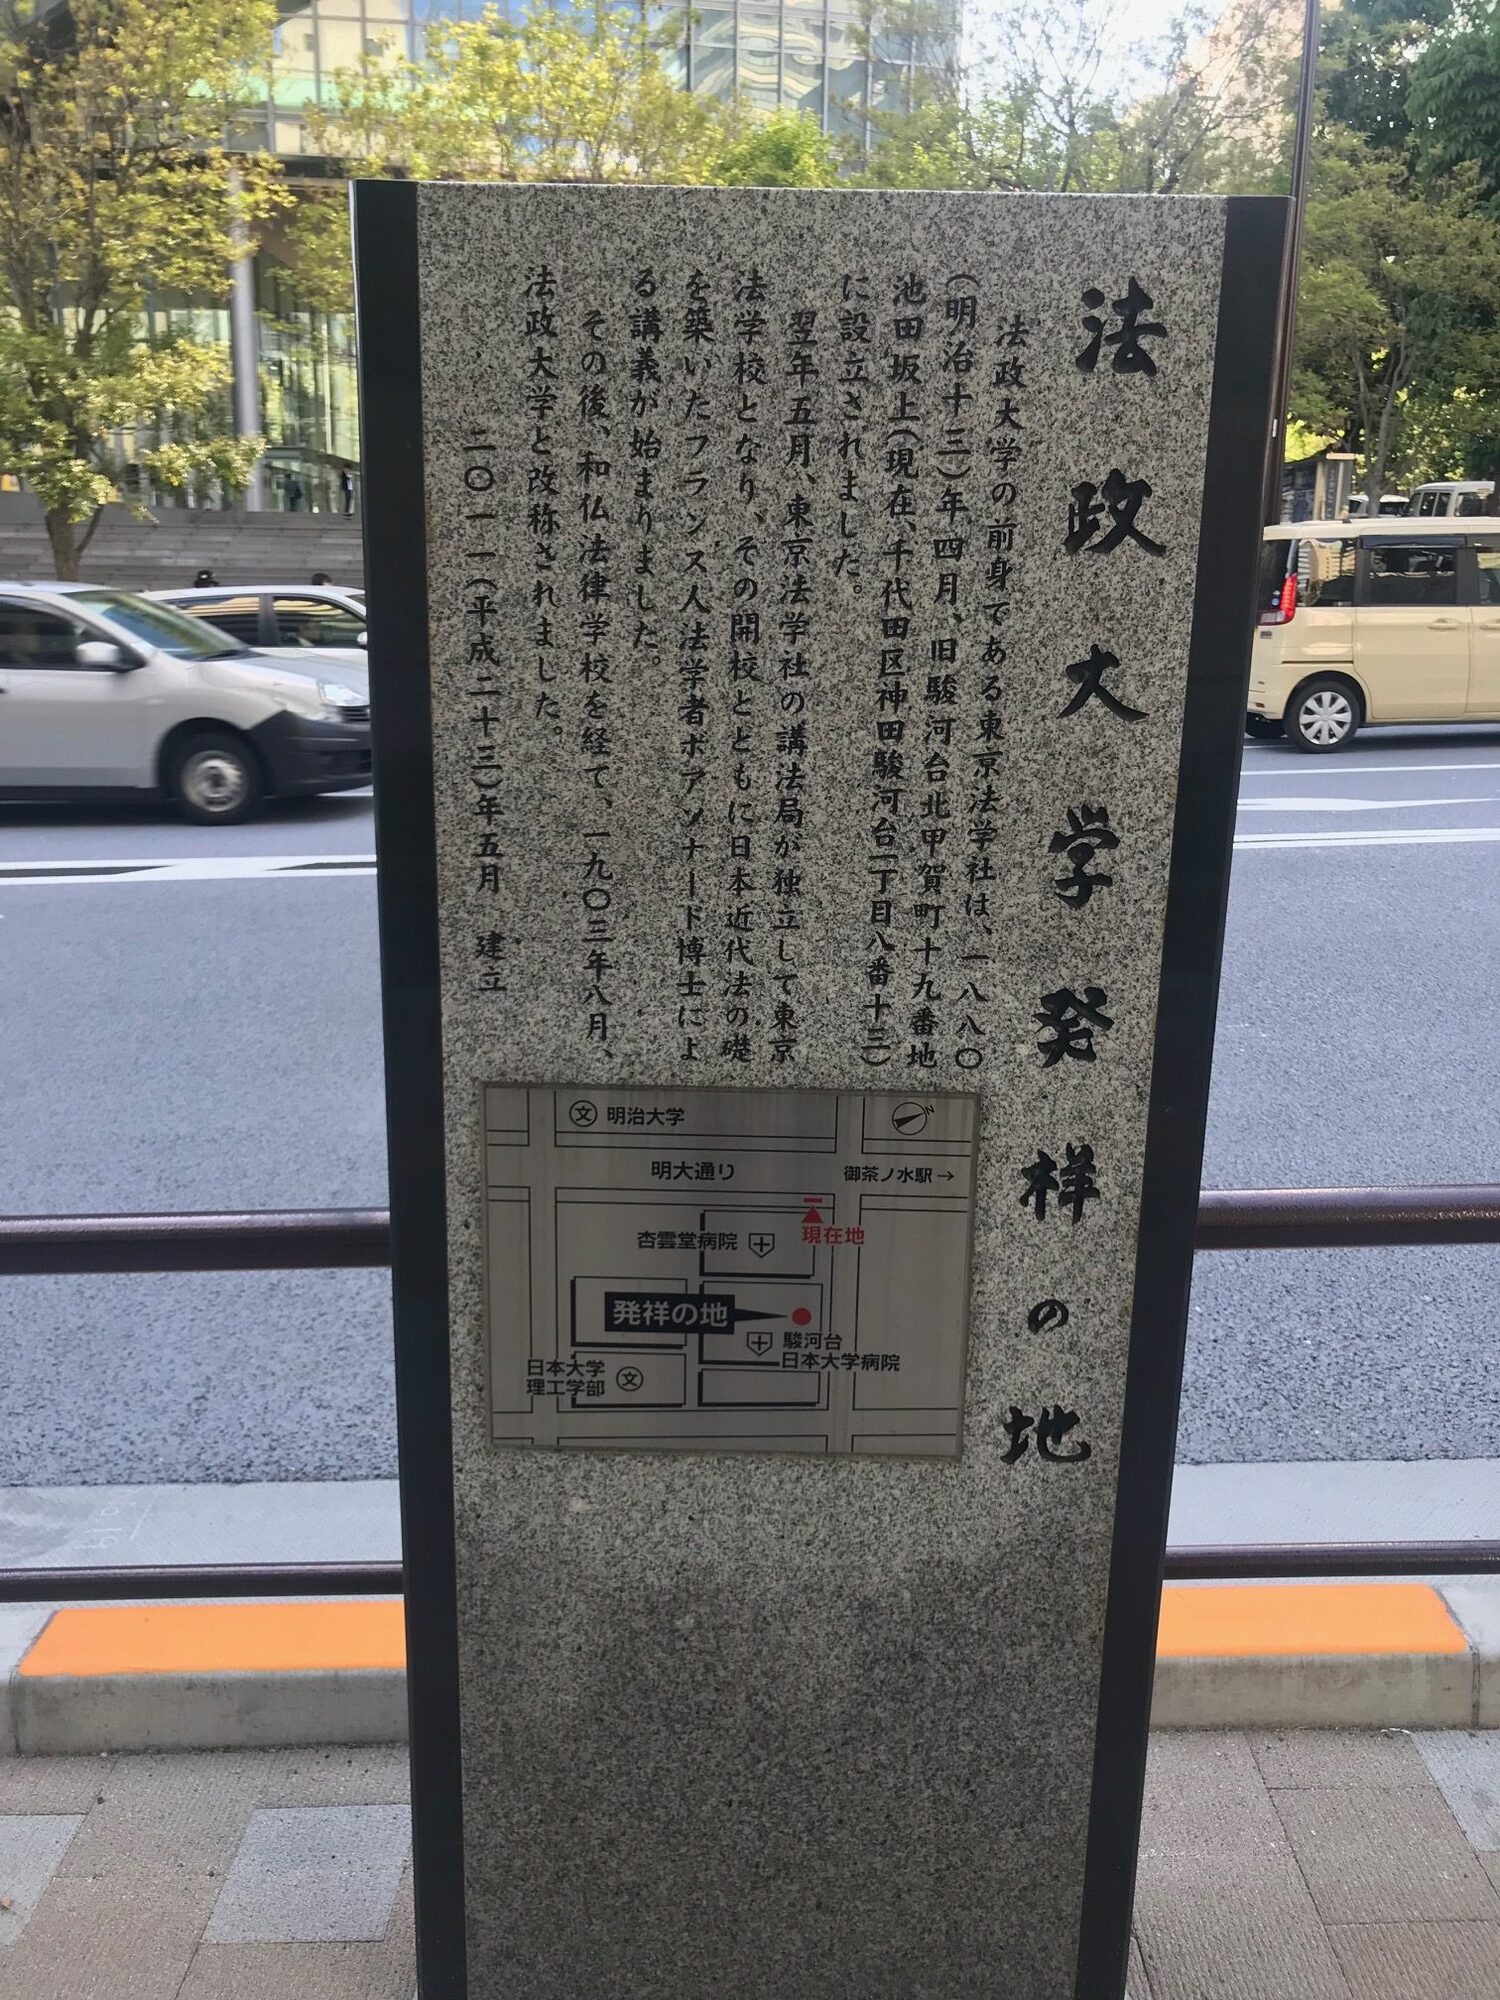 法政大学発祥の地
法政大学の前身である東京法学社は、一八八〇
(明治十三)年四月、旧駿河台北甲賀町十九番地
池田坂上(現在、千代田区神田駿河台一丁目八番十三)
に設立されました。
翌年五月、東京法学社の講法局が独立して東京
法学校となり、その開校とともに日本近代法の礎
を築いたフランス人法学者ボアソナード博士によ
る講義が始まりました。
その後、和仏法律学校を経て、一九〇三年八月、
法政大学と改称されました。
二〇一一(平成二十三)年五月 建立
文 明治大学
N
明大通り
御茶ノ水駅→
現在地
杏雲堂病院
発祥の地
駿河台
日本大学病院
日本大学
理工学部 文